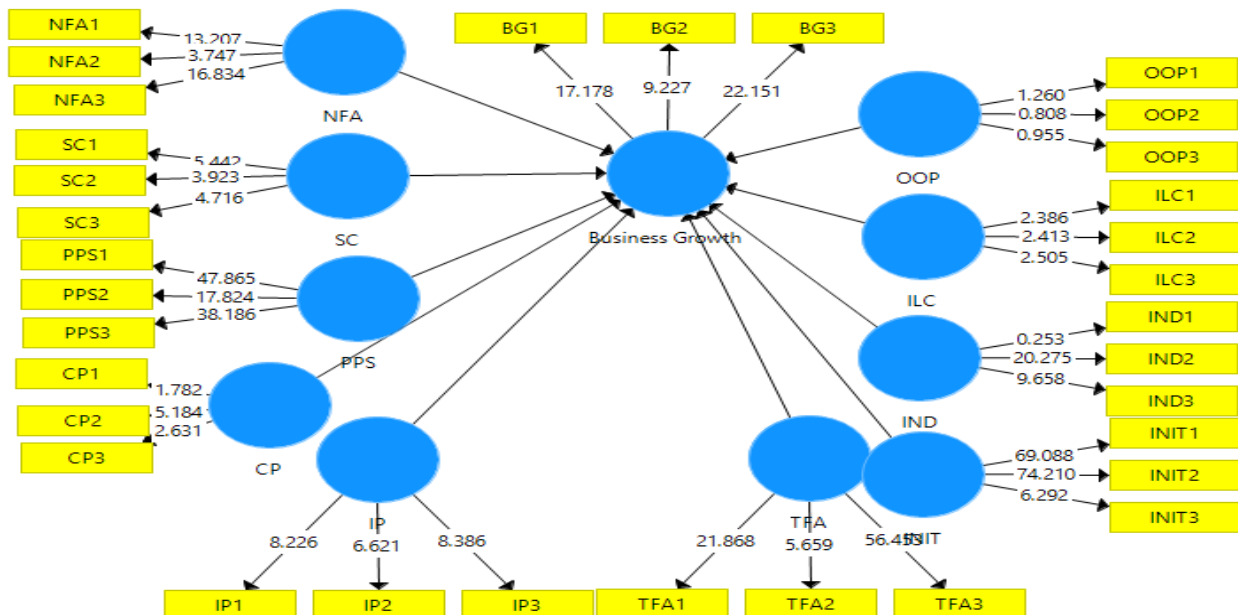 NFA1
NFA2
NFA3
13.207
3.747
16.834
NFA
SC1
SC2
SC3
5.442
3.923
4.716
SC
PPS1
PPS2
PPS3
47.865
17.824
38.186
PPS
CP1
CP2
CP3
1.782
5.184
2.631
CP
IP
8.226
6.621
8.386
IP1
IP2
IP3
BG1
BG2
BG3
17.178
9.227
22.151
Business Growth
OOP
1.260
0.808
0.955
OOP1
OOP2
OOP3
ILC
2.386
2.413
2.505
ILC1
ILC2
ILC3
IND
0.253
20.275
9.658
IND1
IND2
IND3
INIT
69.088
74.210
6.292
INIT1
INIT2
INIT3
TFA
21.868
5.659
TFA1
TFA2
TFA3